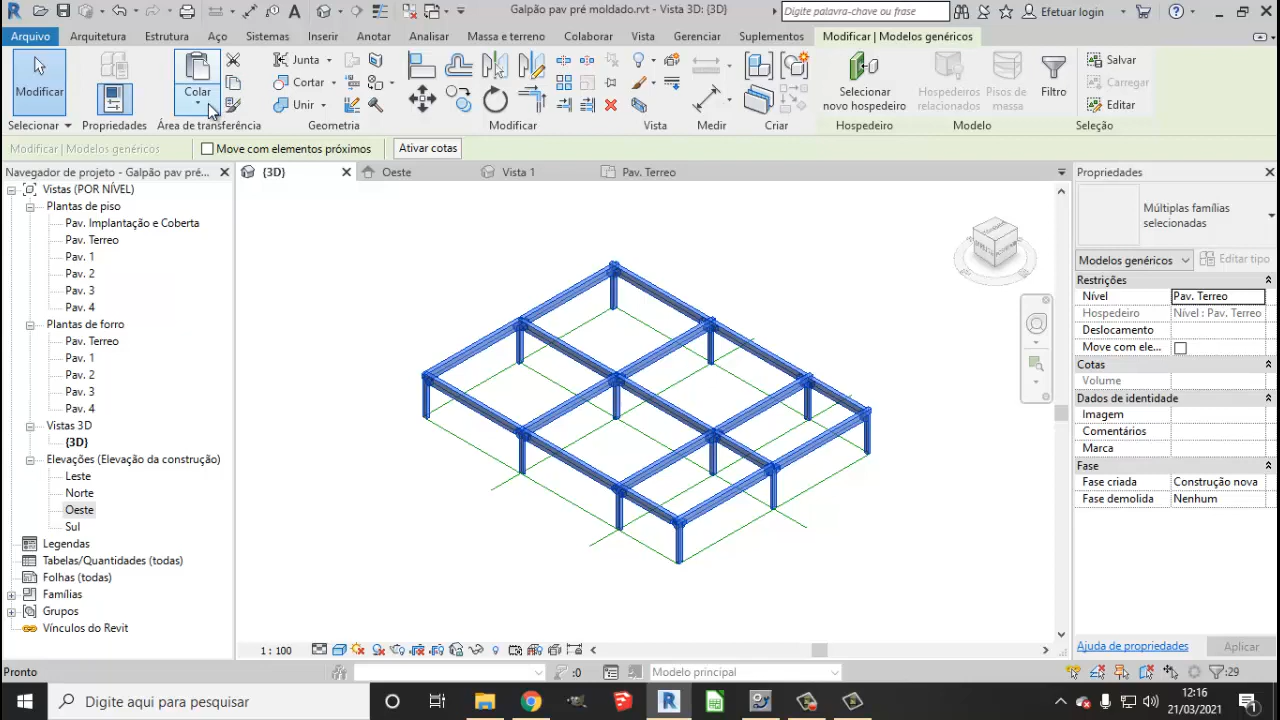 Galpão pav pré moldado.rvt - Vista 3D: {3D}
Digite palavra-chave ou frase
Efetuar login
Arquivo Arquitetura Estrutura Aço Sistemas Inserir Anotar Analisar Massa e terreno Colaborar Vista Gerenciar Suplementos Modificar | Modelos genéricos
Modificar
Colar
Junta
Cortar
Unir
Selecionar novo hospedeiro
Hospedeiros relacionados
Pisos de massa
Filtro
Salvar
Carregar
Editar
Selecionar Propriedades Área de transferência Geometria Modificar Vista Medir Criar Hospedeiro Modelo Seleção
Modificar | Modelos genéricos Move com elementos próximos Ativar cotas
Navegador de projeto - Galpão pav pré...
{3D} Oeste Vista 1 Pav. Terreo
Vistas (POR NÍVEL)
Plantas de piso
Pav. Implantação e Coberta
Pav. Terreo
Pav. 1
Pav. 2
Pav. 3
Pav. 4
Plantas de forro
Pav. Terreo
Pav. 1
Pav. 2
Pav. 3
Pav. 4
Vistas 3D
{3D}
Elevações (Elevação da construção)
Leste
Norte
Oeste
Sul
Legendas
Tabelas/Quantidades (todas)
Folhas (todas)
Famílias
Grupos
Vínculos do Revit
Propriedades
Múltiplas famílias
selecionadas
Modelos genéricos Editar tipo
Restrições
Nível Pav. Terreo
Hospedeiro Nível : Pav. Terreo
Deslocamento
Move com ele...
Cotas
Volume
Dados de identidade
Imagem
Comentários
Marca
Fase
Fase criada Construção nova
Fase demolida Nenhum
Ajuda de propriedades Aplicar
1 : 100
Pronto :0 Modelo principal :29
Digite aqui para pesquisar
12:16
21/03/2021
1